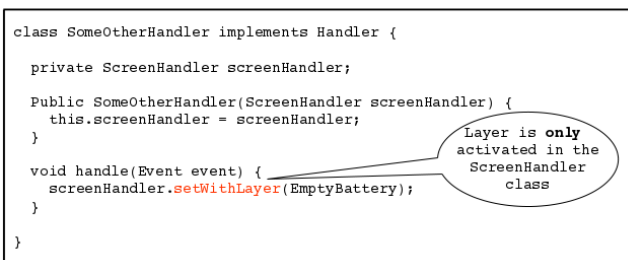 class SomeOtherHandler implements Handler {
private ScreenHandler screenHandler;
Public SomeOtherHandler(ScreenHandler screenHandler) {
this.screenHandler = screenHandler;
}
void handle(Event event) {
screenHandler.setWithLayer(EmptyBattery);
}
}
Layer is only
activated in the
ScreenHandler
class